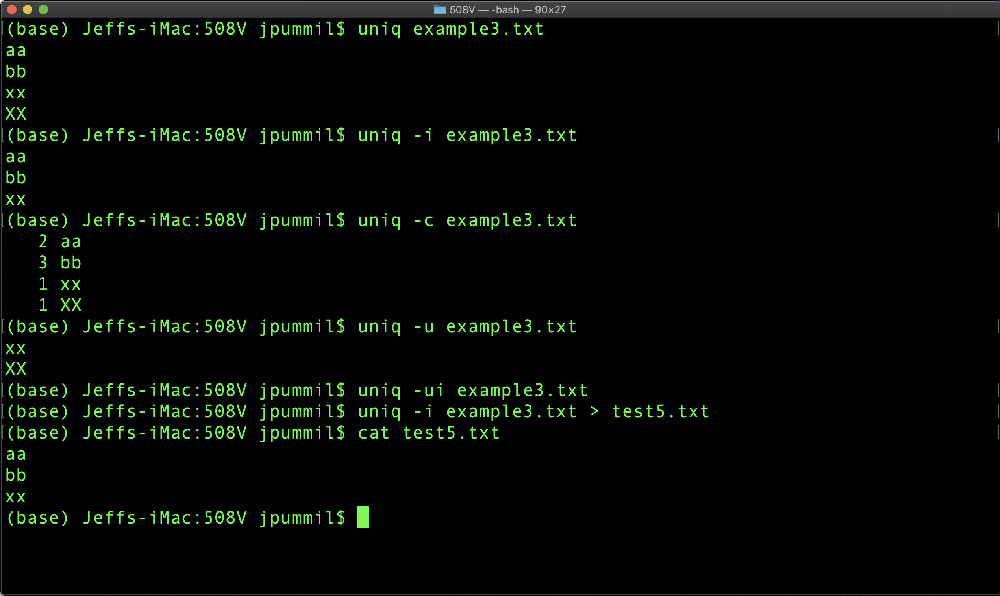 508V — -bash — 90×27
(base) Jeffs-iMac:508V jpummil$ uniq example3.txt
aa
bb
xx
XX
(base) Jeffs-iMac:508V jpummil$ uniq -i example3.txt
aa
bb
xx
(base) Jeffs-iMac:508V jpummil$ uniq -c example3.txt
   2 aa
   3 bb
   1 xx
   1 XX
(base) Jeffs-iMac:508V jpummil$ uniq -u example3.txt
xx
XX
(base) Jeffs-iMac:508V jpummil$ uniq -ui example3.txt
(base) Jeffs-iMac:508V jpummil$ uniq -i example3.txt > test5.txt
(base) Jeffs-iMac:508V jpummil$ cat test5.txt
aa
bb
xx
(base) Jeffs-iMac:508V jpummil$